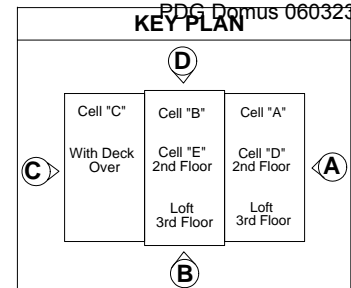 PDG Domus 060323
KEY PLAN
D
Cell "C"
With Deck
Over
Cell "B"
Cell "E"
2nd Floor
Loft
3rd Floor
Cell "A"
Cell "D"
2nd Floor
Loft
3rd Floor
C
A
B